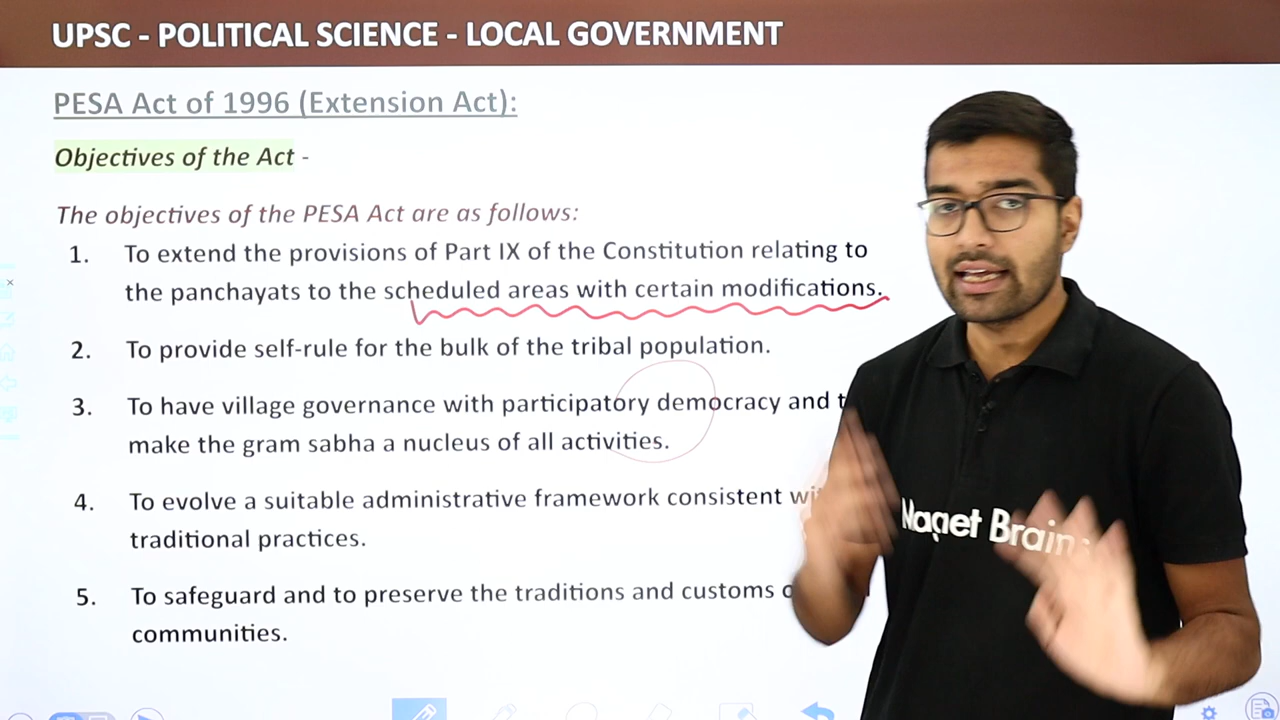 UPSC - POLITICAL SCIENCE - LOCAL GOVERNMENT
PESA Act of 1996 (Extension Act):
Objectives of the Act -
The objectives of the PESA Act are as follows:
1. To extend the provisions of Part IX of the Constitution relating to
the panchayats to the scheduled areas with certain modifications.
2. To provide self-rule for the bulk of the tribal population.
3. To have village governance with participatory democracy and
make the gram sabha a nucleus of all activities.
4. To evolve a suitable administrative framework consistent
traditional practices.
5. To safeguard and to preserve the traditions and customs
communities.
Magnet Brains